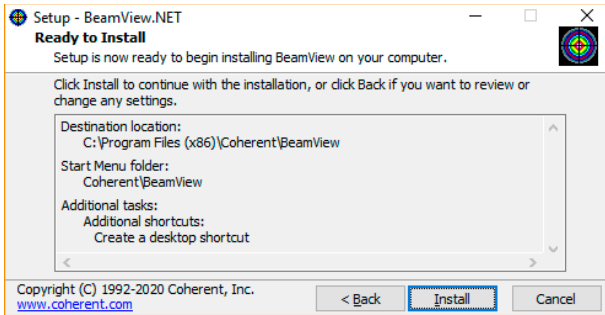 Setup - BeamView.NET
Ready to Install
Setup is now ready to begin installing BeamView on your computer.
Click Install to continue with the installation, or click Back if you want to review or
change any settings.
Destination location:
C:\Program Files (x86)\Coherent\BeamView
Start Menu folder:
Coherent\BeamView
Additional tasks:
Additional shortcuts:
Create a desktop shortcut
Copyright (C) 1992-2020 Coherent, Inc.
www.coherent.com
< Back
Install
Cancel